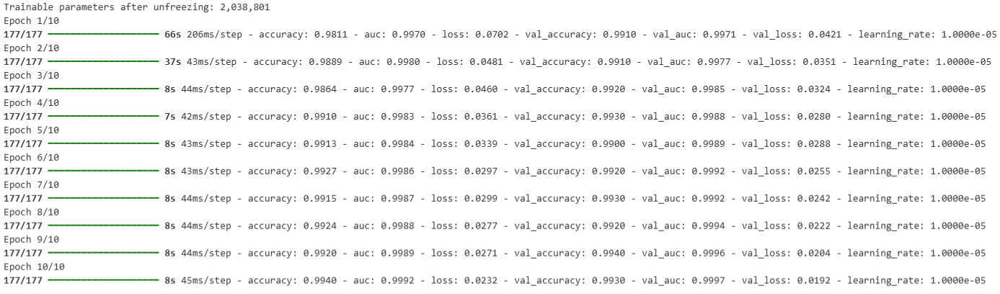 Trainable parameters after unfreezing: 2,038,801
Epoch 1/10
177/177 ━━━━━━━━━━━━━━━━━━━━ 66s 206ms/step - accuracy: 0.9811 - auc: 0.9970 - loss: 0.0702 - val_accuracy: 0.9910 - val_auc: 0.9971 - val_loss: 0.0421 - learning_rate: 1.0000e-05
Epoch 2/10
177/177 ━━━━━━━━━━━━━━━━━━━━ 37s 43ms/step - accuracy: 0.9889 - auc: 0.9980 - loss: 0.0481 - val_accuracy: 0.9910 - val_auc: 0.9977 - val_loss: 0.0351 - learning_rate: 1.0000e-05
Epoch 3/10
177/177 ━━━━━━━━━━━━━━━━━━━━ 8s 44ms/step - accuracy: 0.9864 - auc: 0.9977 - loss: 0.0460 - val_accuracy: 0.9920 - val_auc: 0.9985 - val_loss: 0.0324 - learning_rate: 1.0000e-05
Epoch 4/10
177/177 ━━━━━━━━━━━━━━━━━━━━ 7s 42ms/step - accuracy: 0.9910 - auc: 0.9983 - loss: 0.0361 - val_accuracy: 0.9930 - val_auc: 0.9988 - val_loss: 0.0280 - learning_rate: 1.0000e-05
Epoch 5/10
177/177 ━━━━━━━━━━━━━━━━━━━━ 8s 43ms/step - accuracy: 0.9913 - auc: 0.9984 - loss: 0.0339 - val_accuracy: 0.9900 - val_auc: 0.9989 - val_loss: 0.0288 - learning_rate: 1.0000e-05
Epoch 6/10
177/177 ━━━━━━━━━━━━━━━━━━━━ 8s 43ms/step - accuracy: 0.9927 - auc: 0.9986 - loss: 0.0297 - val_accuracy: 0.9920 - val_auc: 0.9992 - val_loss: 0.0255 - learning_rate: 1.0000e-05
Epoch 7/10
177/177 ━━━━━━━━━━━━━━━━━━━━ 8s 44ms/step - accuracy: 0.9915 - auc: 0.9987 - loss: 0.0299 - val_accuracy: 0.9930 - val_auc: 0.9992 - val_loss: 0.0242 - learning_rate: 1.0000e-05
Epoch 8/10
177/177 ━━━━━━━━━━━━━━━━━━━━ 8s 44ms/step - accuracy: 0.9924 - auc: 0.9988 - loss: 0.0277 - val_accuracy: 0.9920 - val_auc: 0.9994 - val_loss: 0.0222 - learning_rate: 1.0000e-05
Epoch 9/10
177/177 ━━━━━━━━━━━━━━━━━━━━ 8s 44ms/step - accuracy: 0.9920 - auc: 0.9989 - loss: 0.0271 - val_accuracy: 0.9940 - val_auc: 0.9996 - val_loss: 0.0204 - learning_rate: 1.0000e-05
Epoch 10/10
177/177 ━━━━━━━━━━━━━━━━━━━━ 8s 45ms/step - accuracy: 0.9940 - auc: 0.9992 - loss: 0.0232 - val_accuracy: 0.9930 - val_auc: 0.9997 - val_loss: 0.0192 - learning_rate: 1.0000e-05